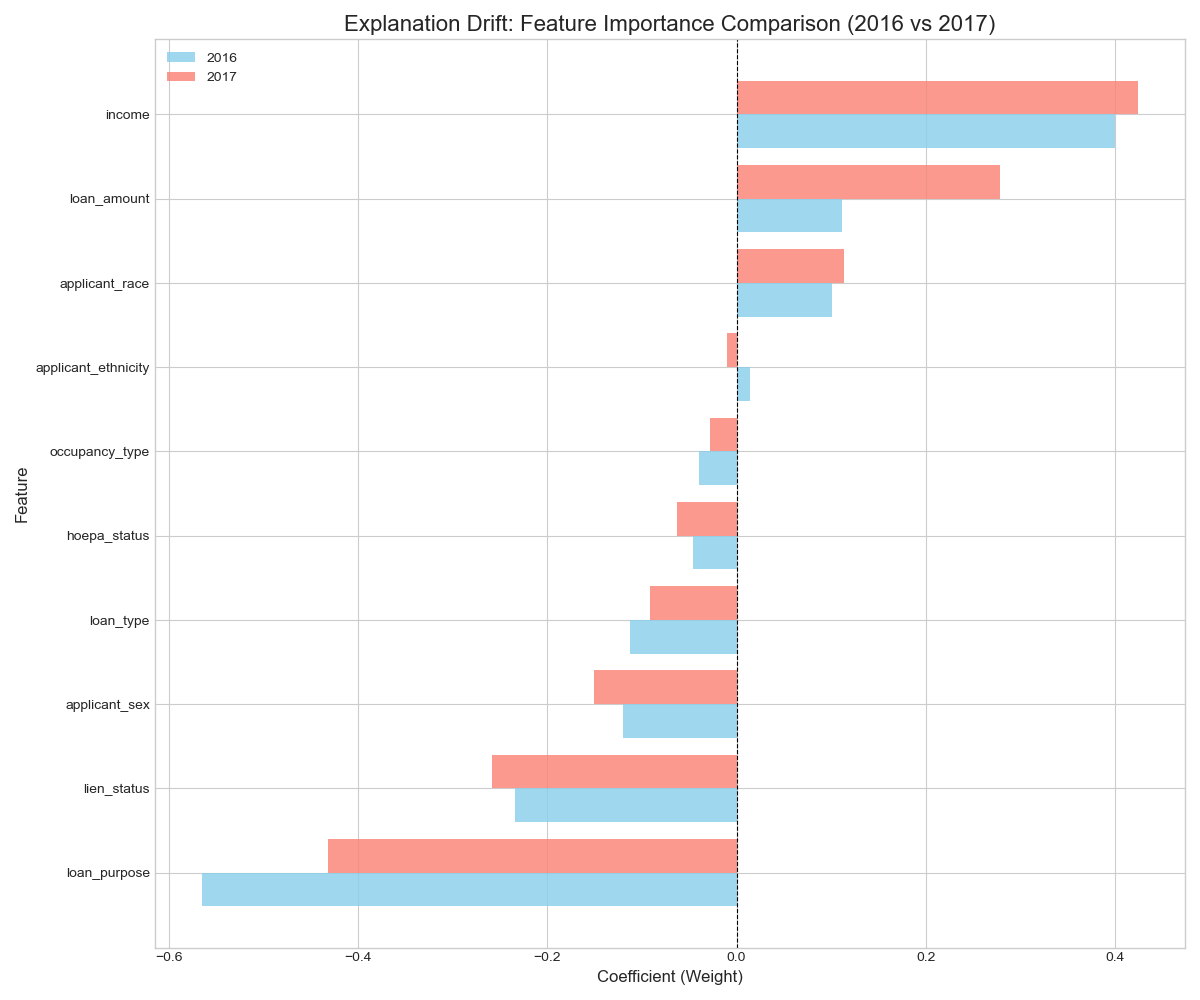 Explanation Drift: Feature Importance Comparison (2016 vs 2017)
2016
2017
income
loan_amount
applicant_race
applicant_ethnicity
occupancy_type
hoepa_status
loan_type
applicant_sex
lien_status
loan_purpose
Feature
−0.6 −0.4 −0.2 0.0 0.2 0.4
Coefficient (Weight)